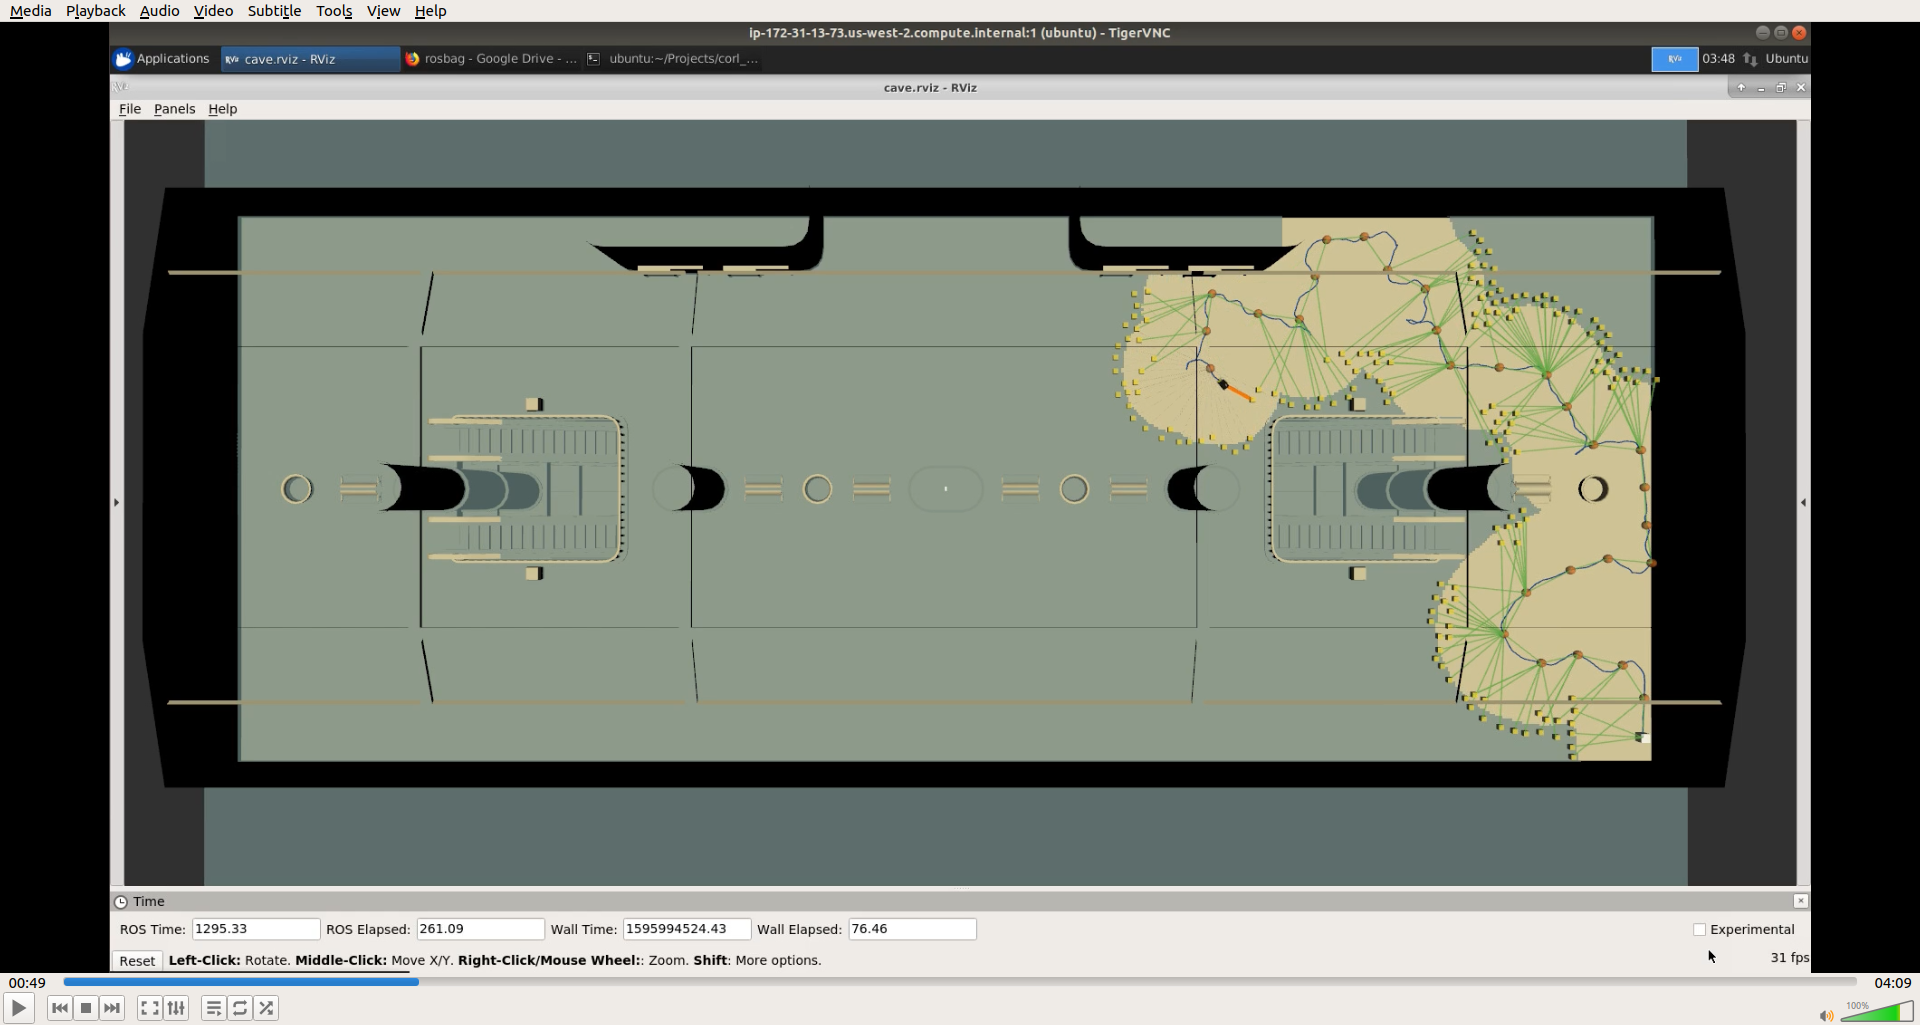 Media Playback Audio Video Subtitle Tools View Help
ip-172-31-13-73.us-west-2.compute.internal:1 (ubuntu) - TigerVNC
Applications RViz cave.rviz - RViz rosbag - Google Drive - ... ubuntu:~/Projects/corl_... RViz 03:48 Ubuntu
RViz cave.rviz - RViz
File Panels Help
Time
ROS Time: 1295.33 ROS Elapsed: 261.09 Wall Time: 1595994524.43 Wall Elapsed: 76.46 Experimental
Reset Left-Click: Rotate. Middle-Click: Move X/Y. Right-Click/Mouse Wheel:: Zoom. Shift: More options. 31 fps
00:49 04:09
100%